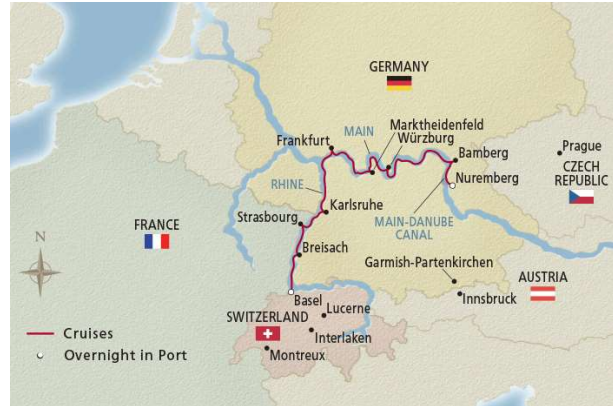 GERMANY
Marktheidenfeld
MAIN
Würzburg
Frankfurt
Bamberg
Prague
CZECH
REPUBLIC
Nuremberg
RHINE
Karlsruhe
MAIN-DANUBE
CANAL
Strasbourg
FRANCE
Breisach
Garmish-Partenkirchen
AUSTRIA
N
Innsbruck
Basel
Lucerne
SWITZERLAND
Interlaken
Montreux
Cruises
Overnight in Port